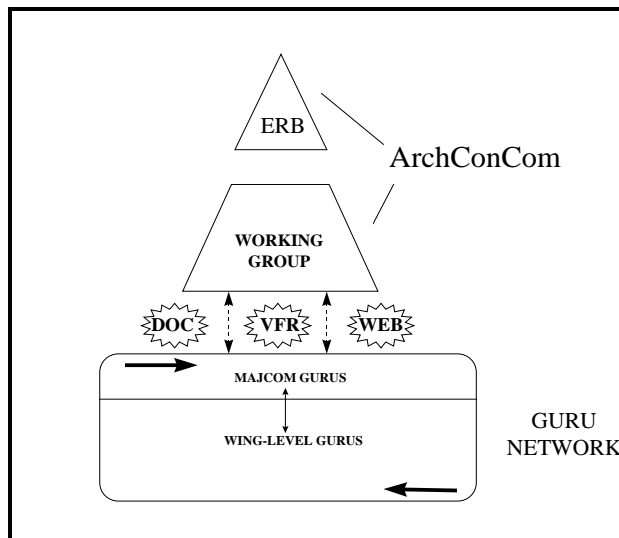 ERB
ArchConCom
WORKING
GROUP
DOC
VFR
WEB
MAJCOM GURUS
WING-LEVEL GURUS
GURU
NETWORK